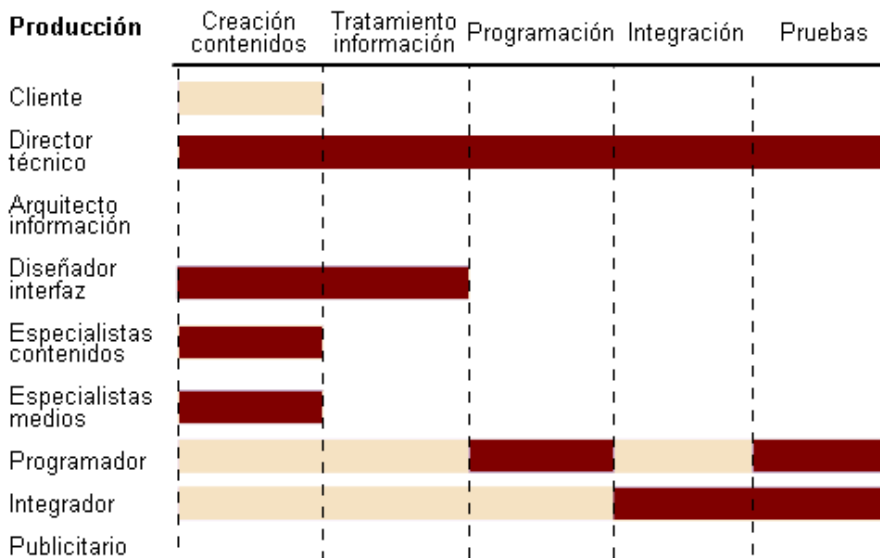 Producción
Creación
contenidos
Tratamiento
información
Programación
Integración
Pruebas
Cliente
Director
técnico
Arquitecto
información
Diseñador
interfaz
Especialistas
contenidos
Especialistas
medios
Programador
Integrador
Publicitario